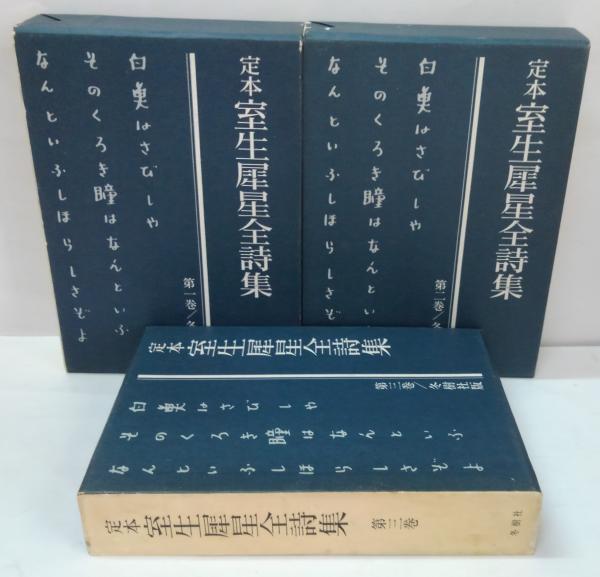 定本 室生犀星全詩集
第一巻/冬
白魚はさびしや
そのくろき瞳はなんといふ
なんといふしほらしさぞよ
定本 室生犀星全詩集
第二巻/冬
白魚はさびしや
そのくろき瞳はなんといふ
なんといふしほらしさぞよ
定本 室生犀星全詩集
第三巻/冬樹社版
白魚はさびしや
そのくろき瞳はなんといふ
なんといふしほらしさぞよ
定本 室生犀星全詩集 第三巻 冬樹社